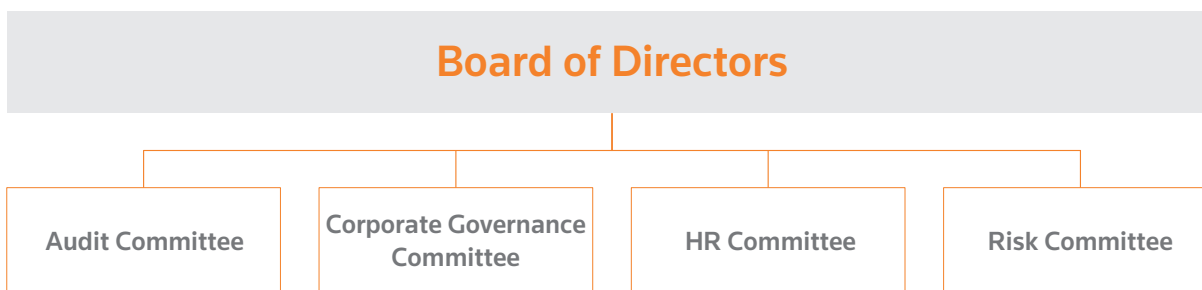 Board of Directors
Audit Committee
Corporate Governance
Committee
HR Committee
Risk Committee